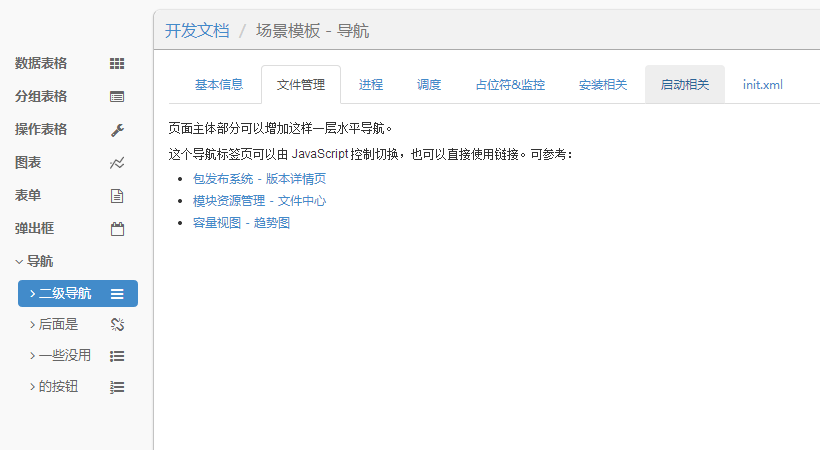 开发文档 / 场景模板 - 导航
数据表格
分组表格
操作表格
图表
表单
弹出框
导航
二级导航
后面是
一些没用
的按钮
基本信息 文件管理 进程 调度 占位符&监控 安装相关 启动相关 init.xml
页面主体部分可以增加这样一层水平导航。
这个导航标签页可以由 JavaScript 控制切换，也可以直接使用链接。可参考：
包发布系统 - 版本详情页
模块资源管理 - 文件中心
容量视图 - 趋势图